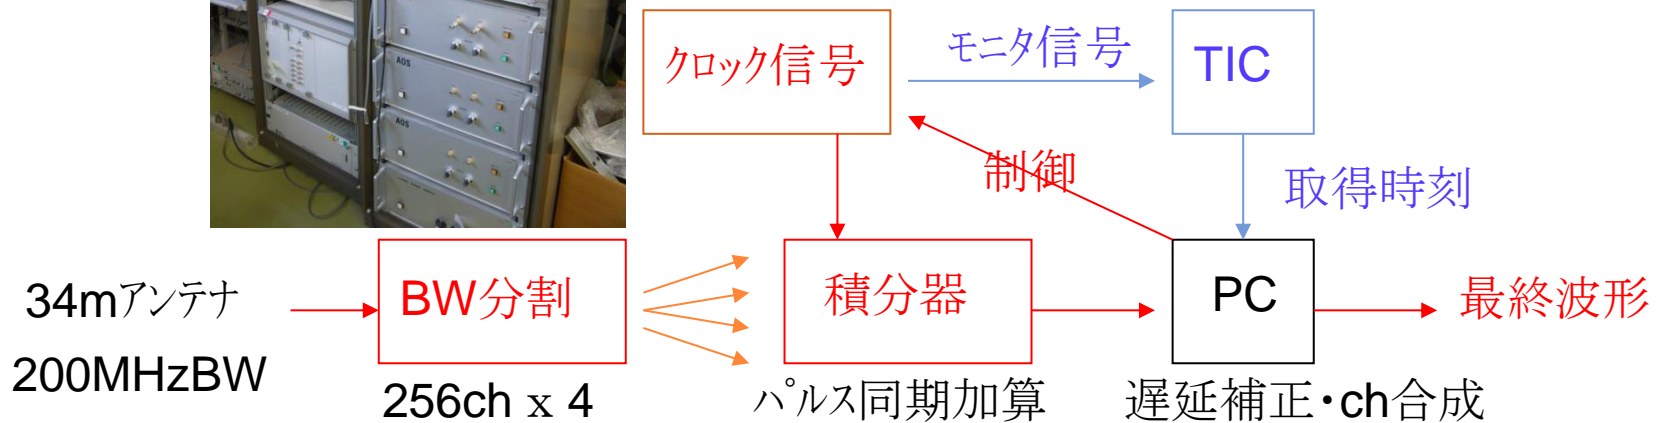 AOS
AOS
クロック信号
モニタ信号
TIC
制御
取得時刻
34mアンテナ
200MHzBW
BW分割
256ch x 4
積分器
パルス同期加算
PC
遅延補正・ch合成
最終波形